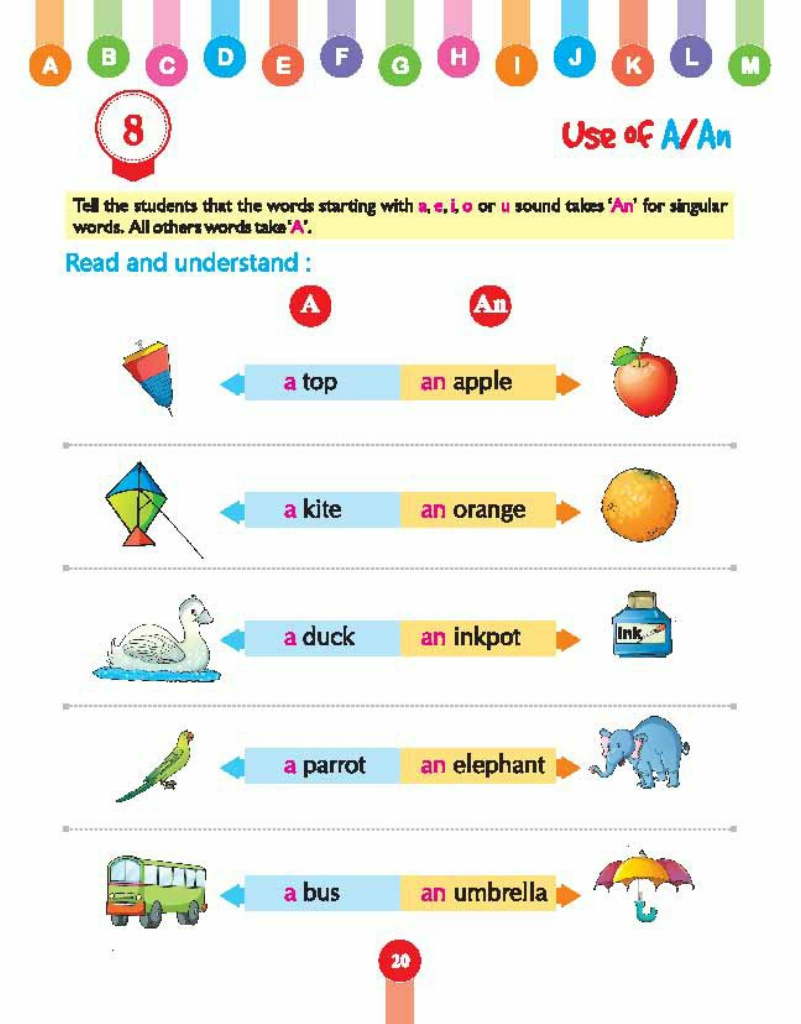 A B C D E F G H I J K L M
8
Use of A/An
Tell the students that the words starting with a, e, i, o or u sound takes 'An' for singular
words. All others words take 'A'.
Read and understand :
A An
a top an apple
a kite an orange
a duck an inkpot
Ink
a parrot an elephant
a bus an umbrella
20